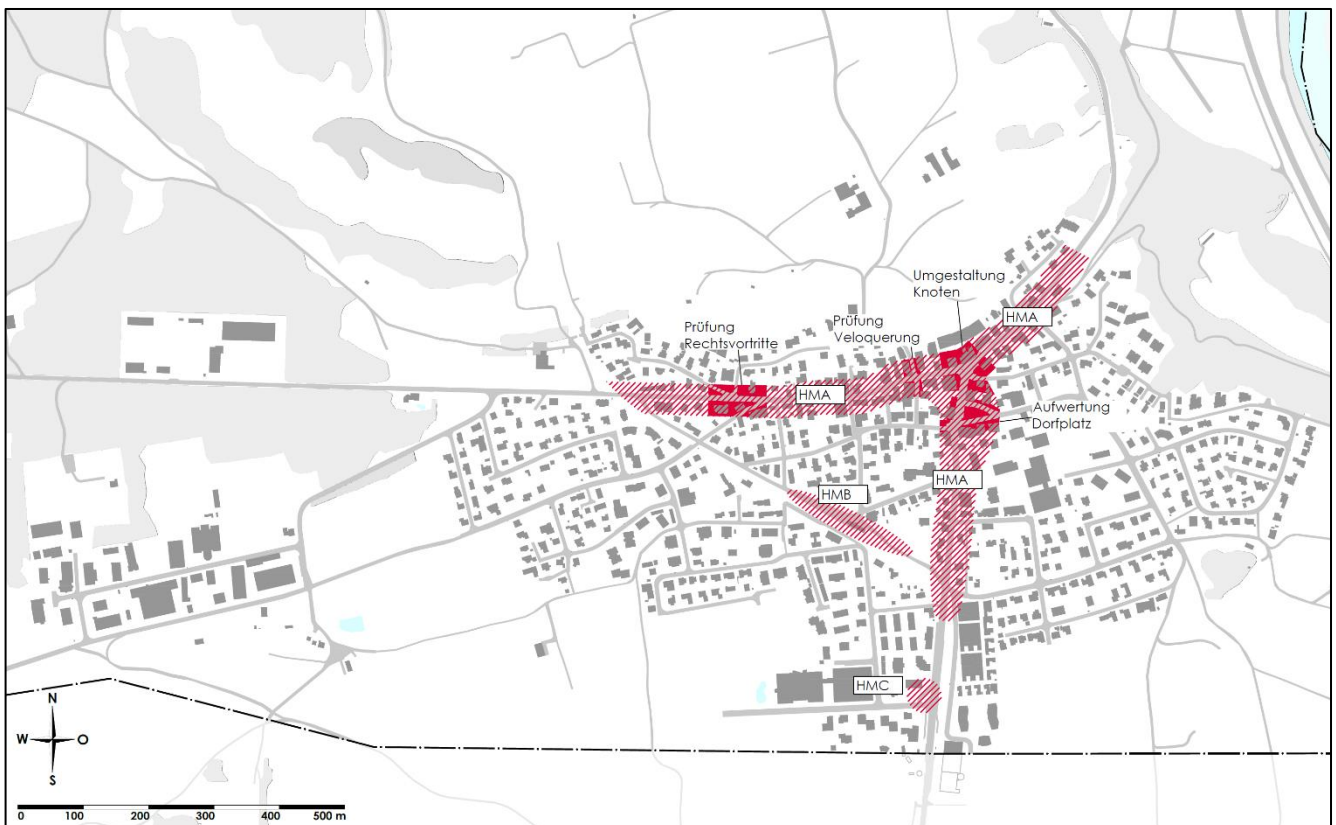 Umgestaltung
Knoten
HMA
Prüfung
Rechtsvortritte
Prüfung
Veloquerung
HMA
Aufwertung
Dorfplatz
HMA
HMB
HMC
N
W O
S
0 100 200 300 400 500 m